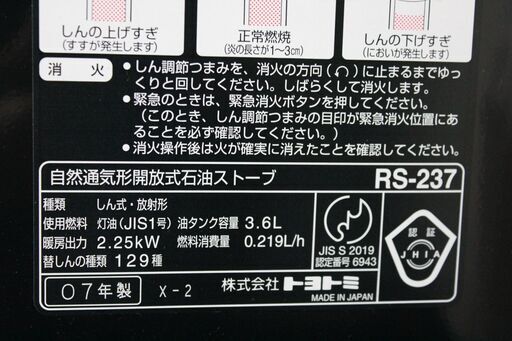 しんの上げすぎ
(すすが発生します)
正常燃焼
(炎の長さが1~3cm)
しんの下げすぎ
(においが発生します)
消火
●しん調節つまみを、消火の方向(⌒)に止まるまでゆっ
くりと回してください。しばらくして消火します。
●緊急のときは、緊急消火ボタンを押してください。
(このとき、しん調節つまみの目印が緊急消火位置にあ
ることを必ず確認してください。)
●消火操作後は火が確実に消えたことを確認してください。
自然通気形開放式石油ストーブ RS-237
種類 しん式・放射形
使用燃料 灯油(JIS1号) 油タンク容量 3.6L
暖房出力 2.25kW 燃料消費量 0.219L/h
替しんの種類 129種
JIS S 2019
認定番号 6943
認証
JHIA
07年製 X-2
株式会社トヨトミ
MADE IN JAPAN